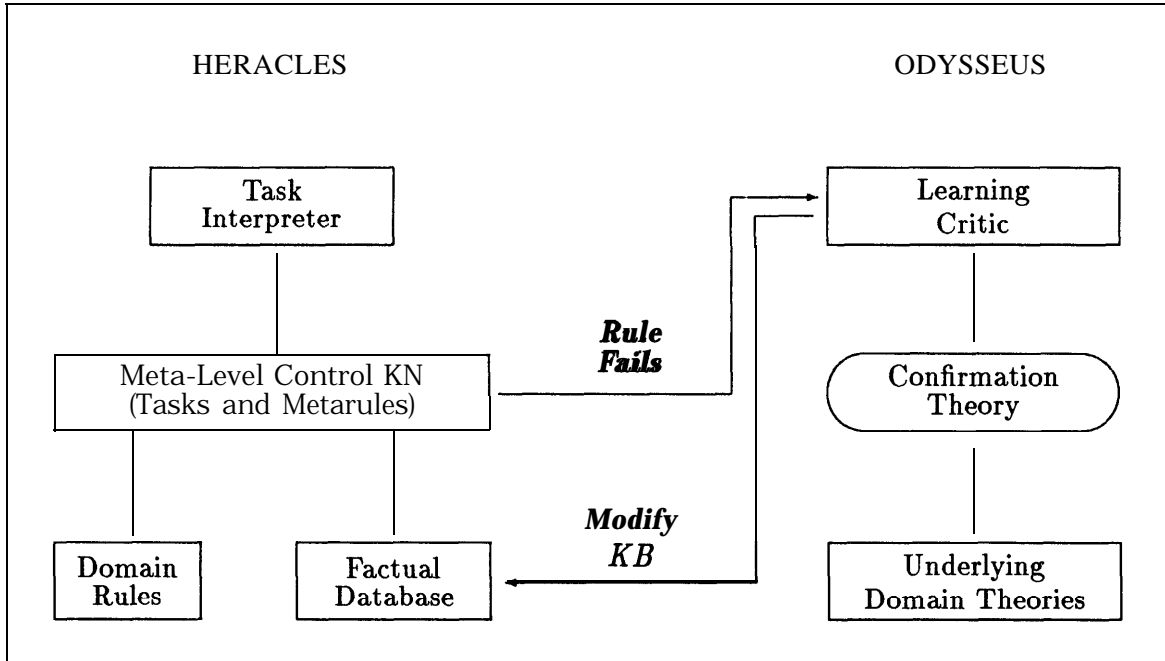 HERACLES
ODYSSEUS
Task
Interpreter
Learning
Critic
Rule
Fails
Meta-Level Control KN
(Tasks and Metarules)
Confirmation
Theory
Modify
KB
Domain
Rules
Factual
Database
Underlying
Domain Theories